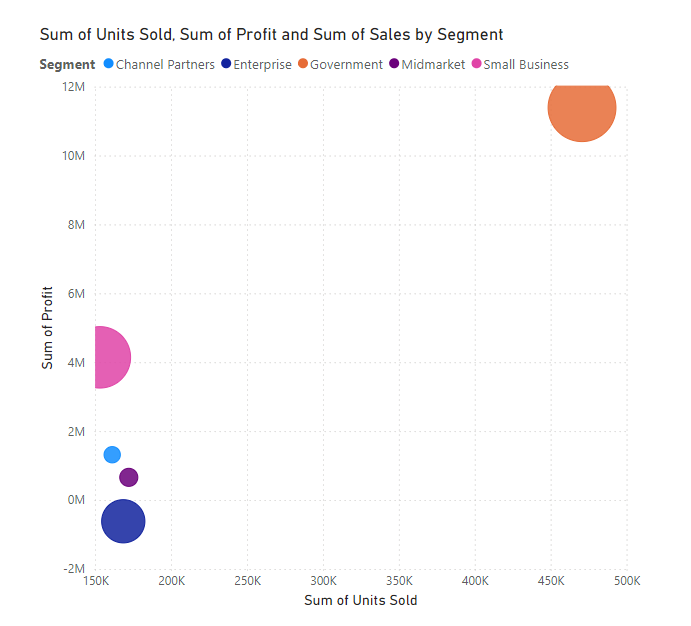 Sum of Units Sold, Sum of Profit and Sum of Sales by Segment
Segment Channel Partners Enterprise Government Midmarket Small Business
12M
10M
8M
6M
4M
2M
0M
-2M
Sum of Profit
150K 200K 250K 300K 350K 400K 450K 500K
Sum of Units Sold